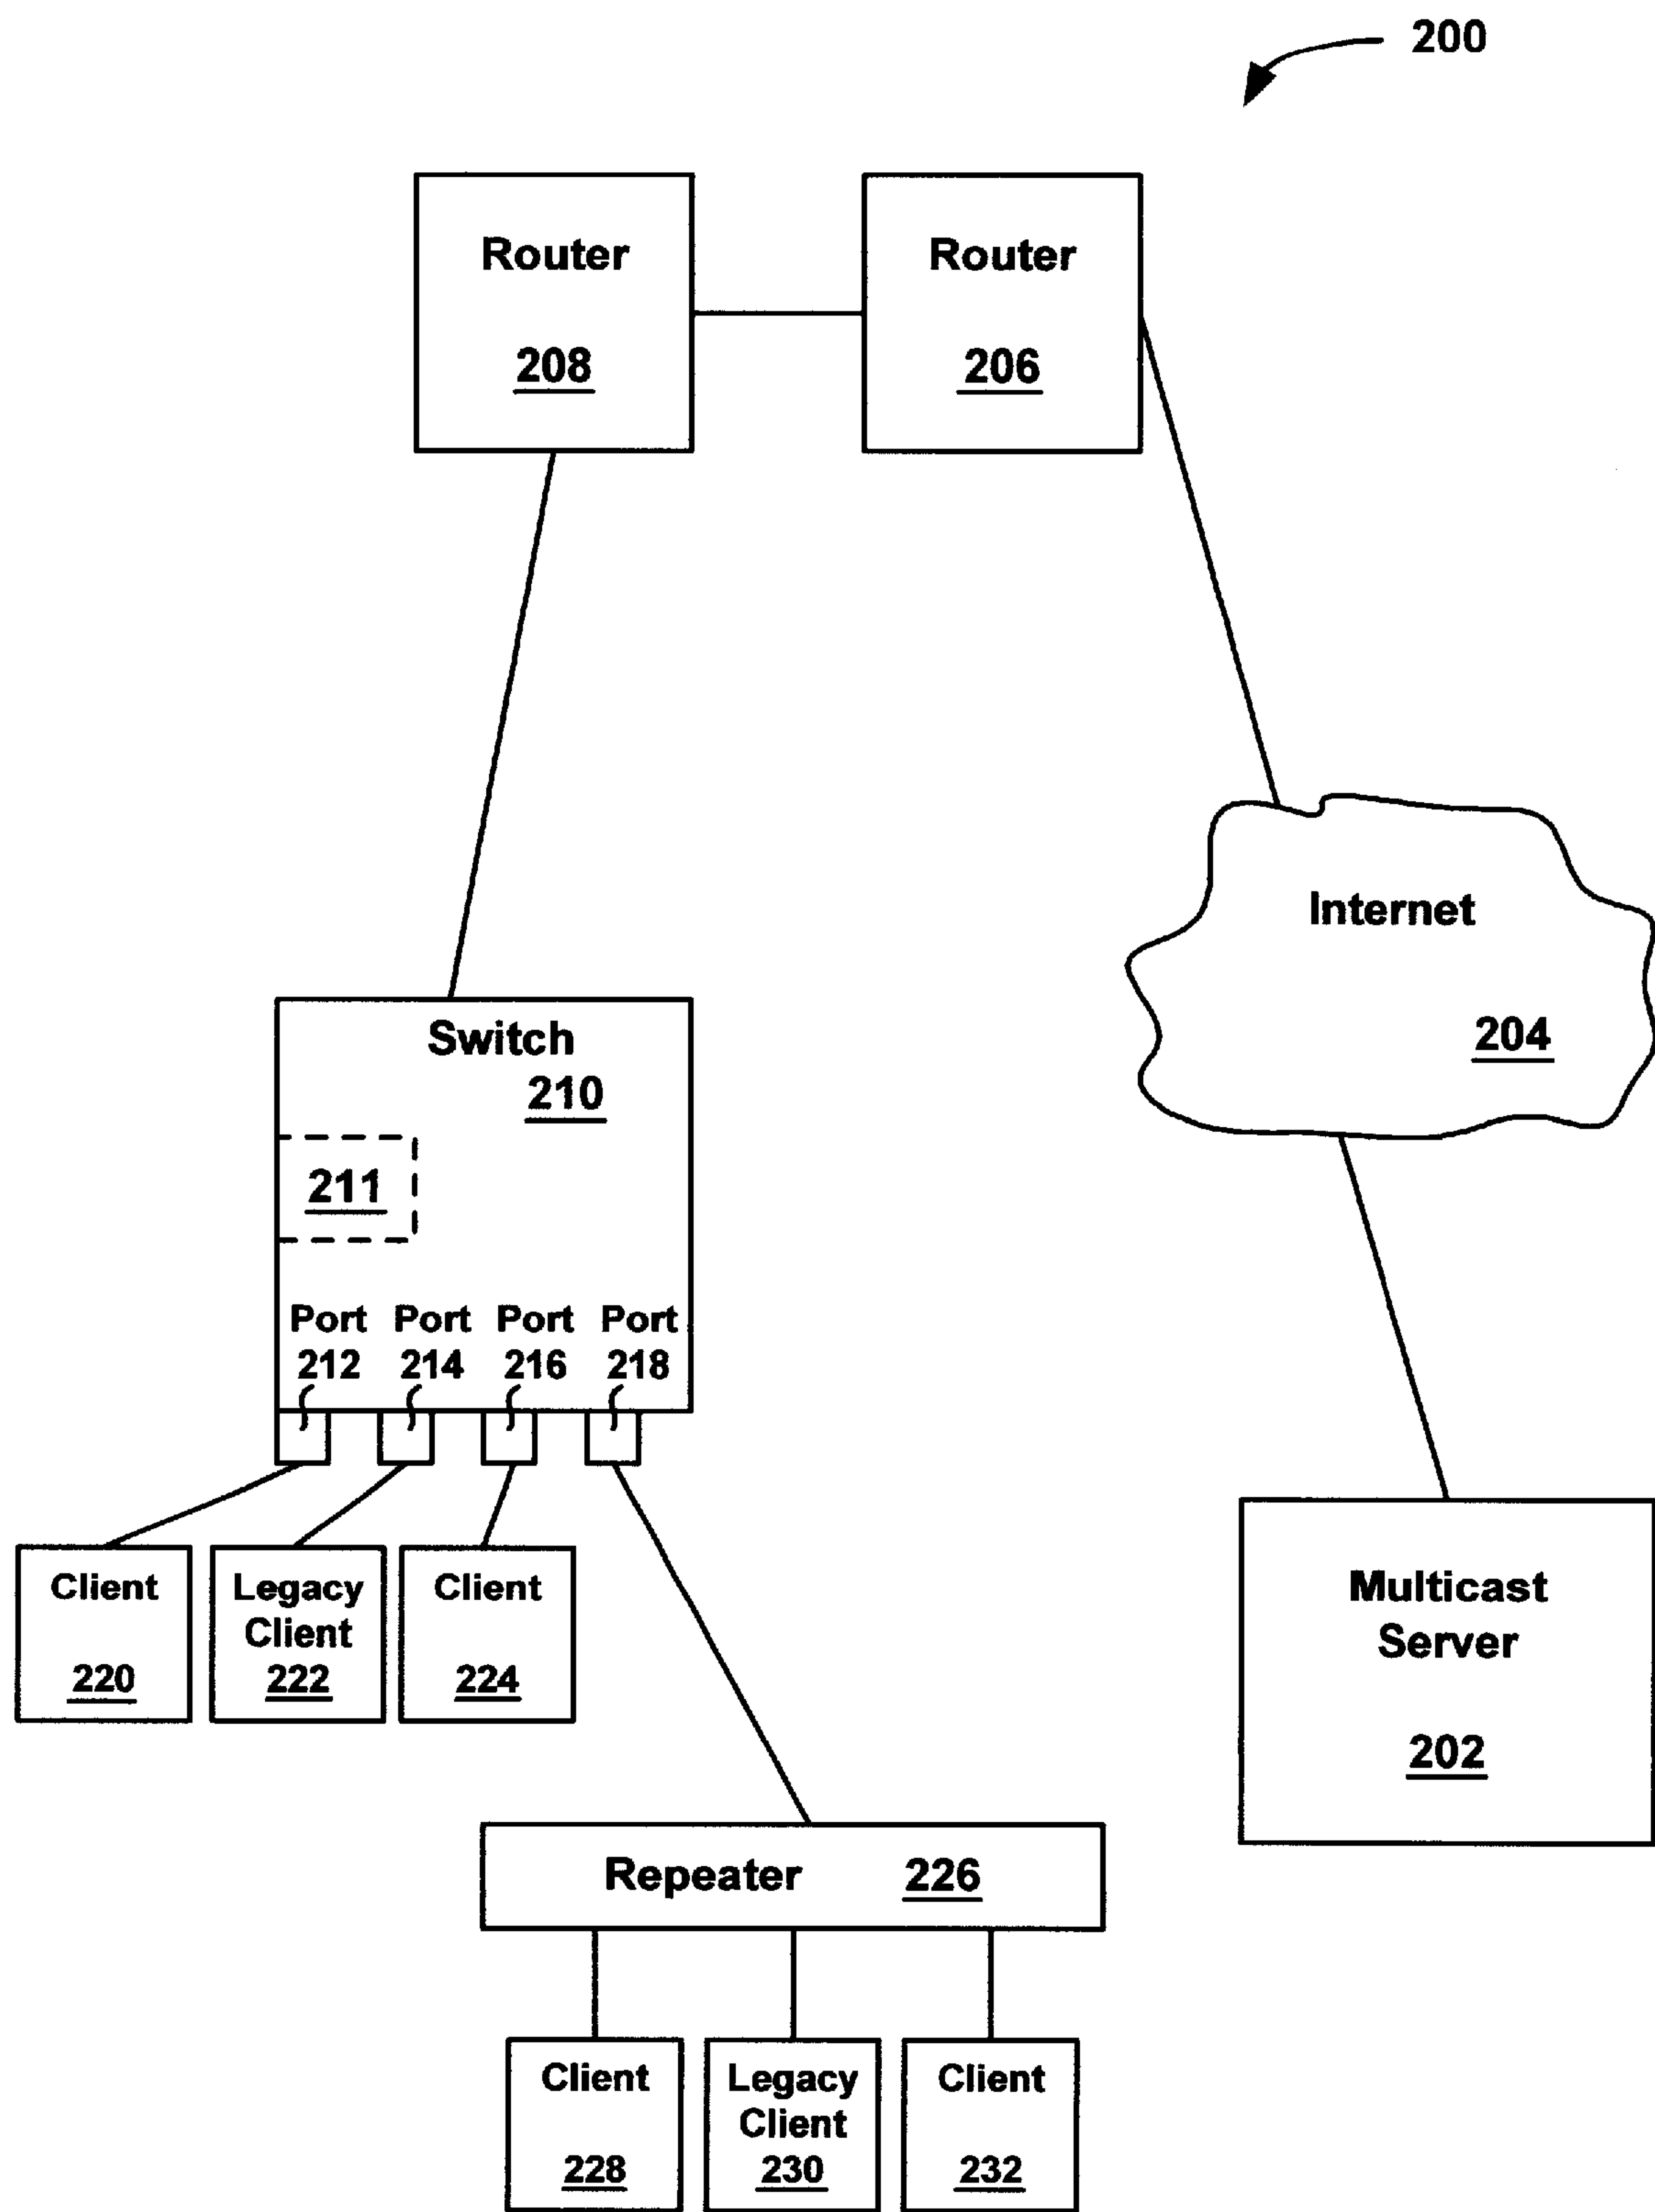 200
Router
208
Router
206
Internet
204
Switch
210
211
Port Port Port Port
212 214 216 218
Client
220
Legacy
Client
222
Client
224
Multicast
Server
202
Repeater 226
Client
228
Legacy
Client
230
Client
232